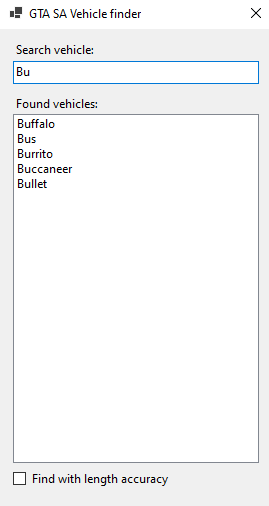 GTA SA Vehicle finder
Search vehicle:
Bu
Found vehicles:
Buffalo
Bus
Burrito
Buccaneer
Bullet
Find with length accuracy